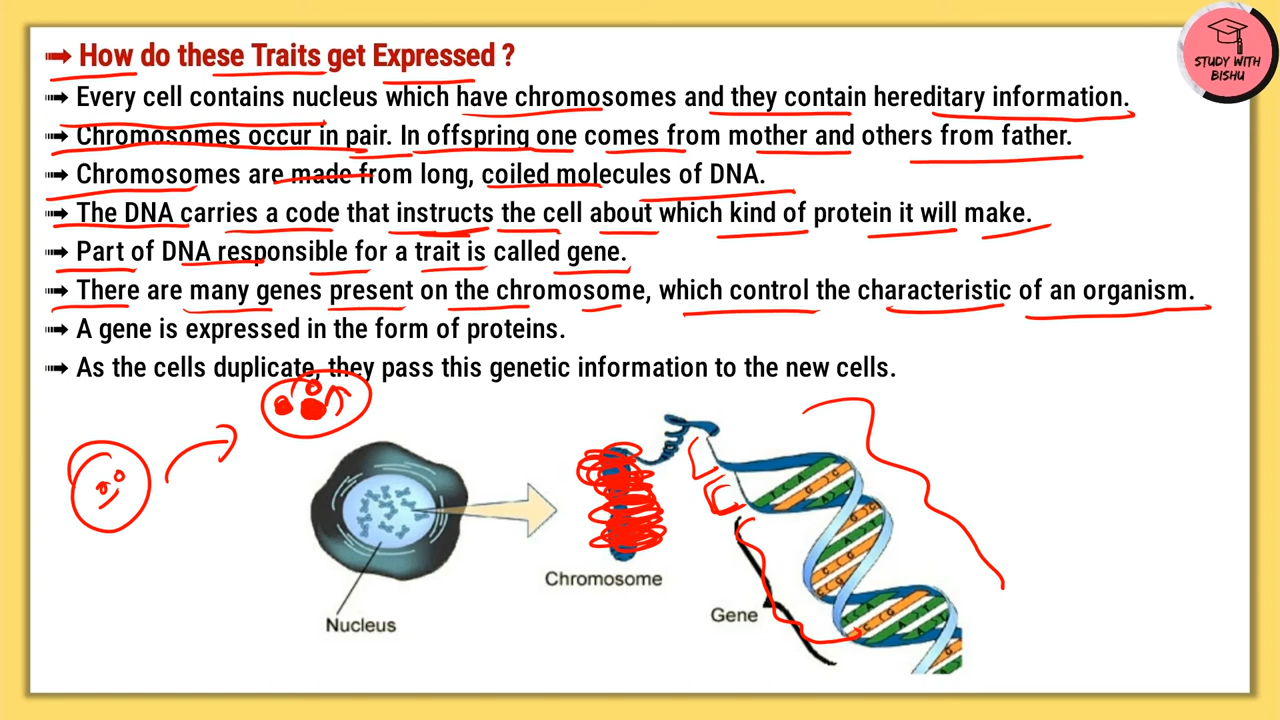 How do these Traits get Expressed ?
Every cell contains nucleus which have chromosomes and they contain hereditary information.
Chromosomes occur in pair. In offspring one comes from mother and others from father.
Chromosomes are made from long, coiled molecules of DNA.
The DNA carries a code that instructs the cell about which kind of protein it will make.
Part of DNA responsible for a trait is called gene.
There are many genes present on the chromosome, which control the characteristic of an organism.
A gene is expressed in the form of proteins.
As the cells duplicate, they pass this genetic information to the new cells.
STUDY WITH
BISHU
Nucleus
Chromosome
Gene